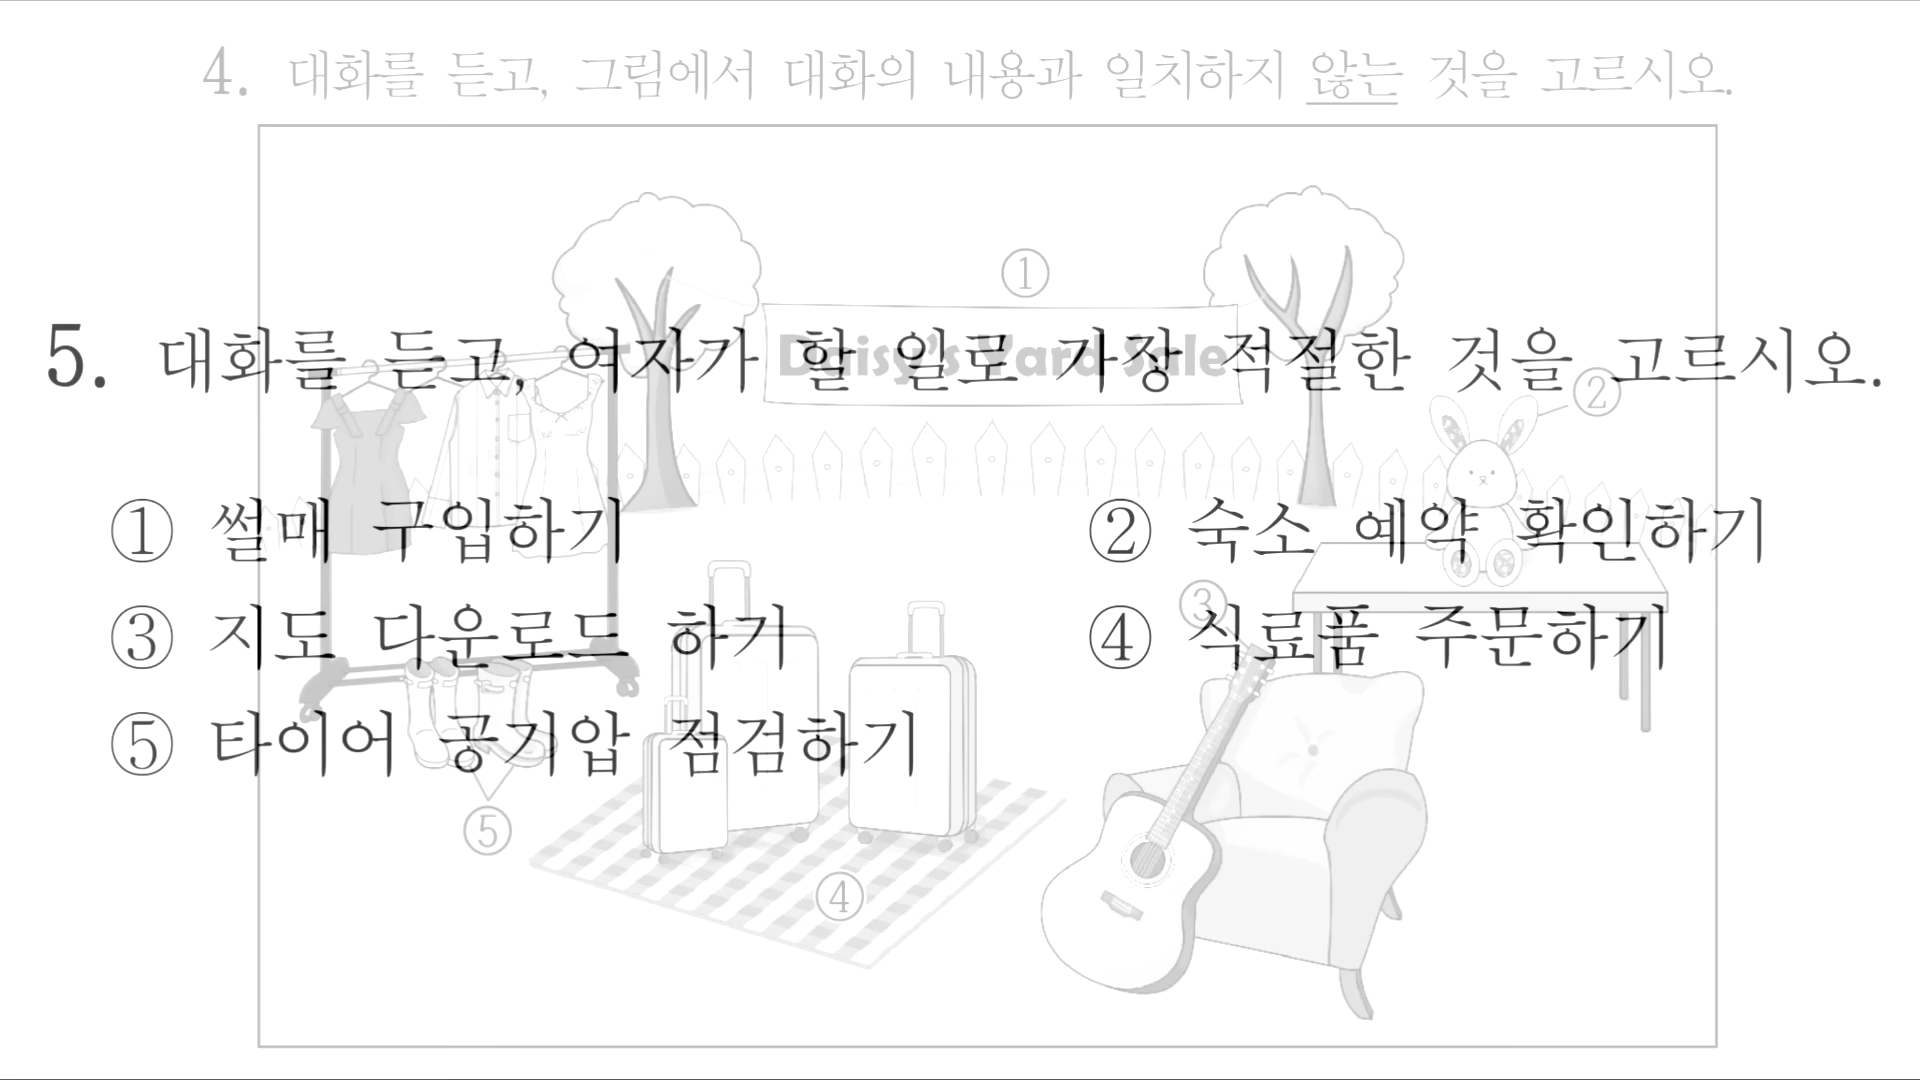 4. 대화를 듣고, 그림에서 대화의 내용과 일치하지 않는 것을 고르시오.
①
Daisy's Yard Sale
5. 대화를 듣고, 여자가 할 일로 가장 적절한 것을 고르시오.
②
① 썰매 구입하기 ② 숙소 예약 확인하기
③
③ 지도 다운로드 하기 ④ 식료품 주문하기
⑤ 타이어 공기압 점검하기
⑤
④